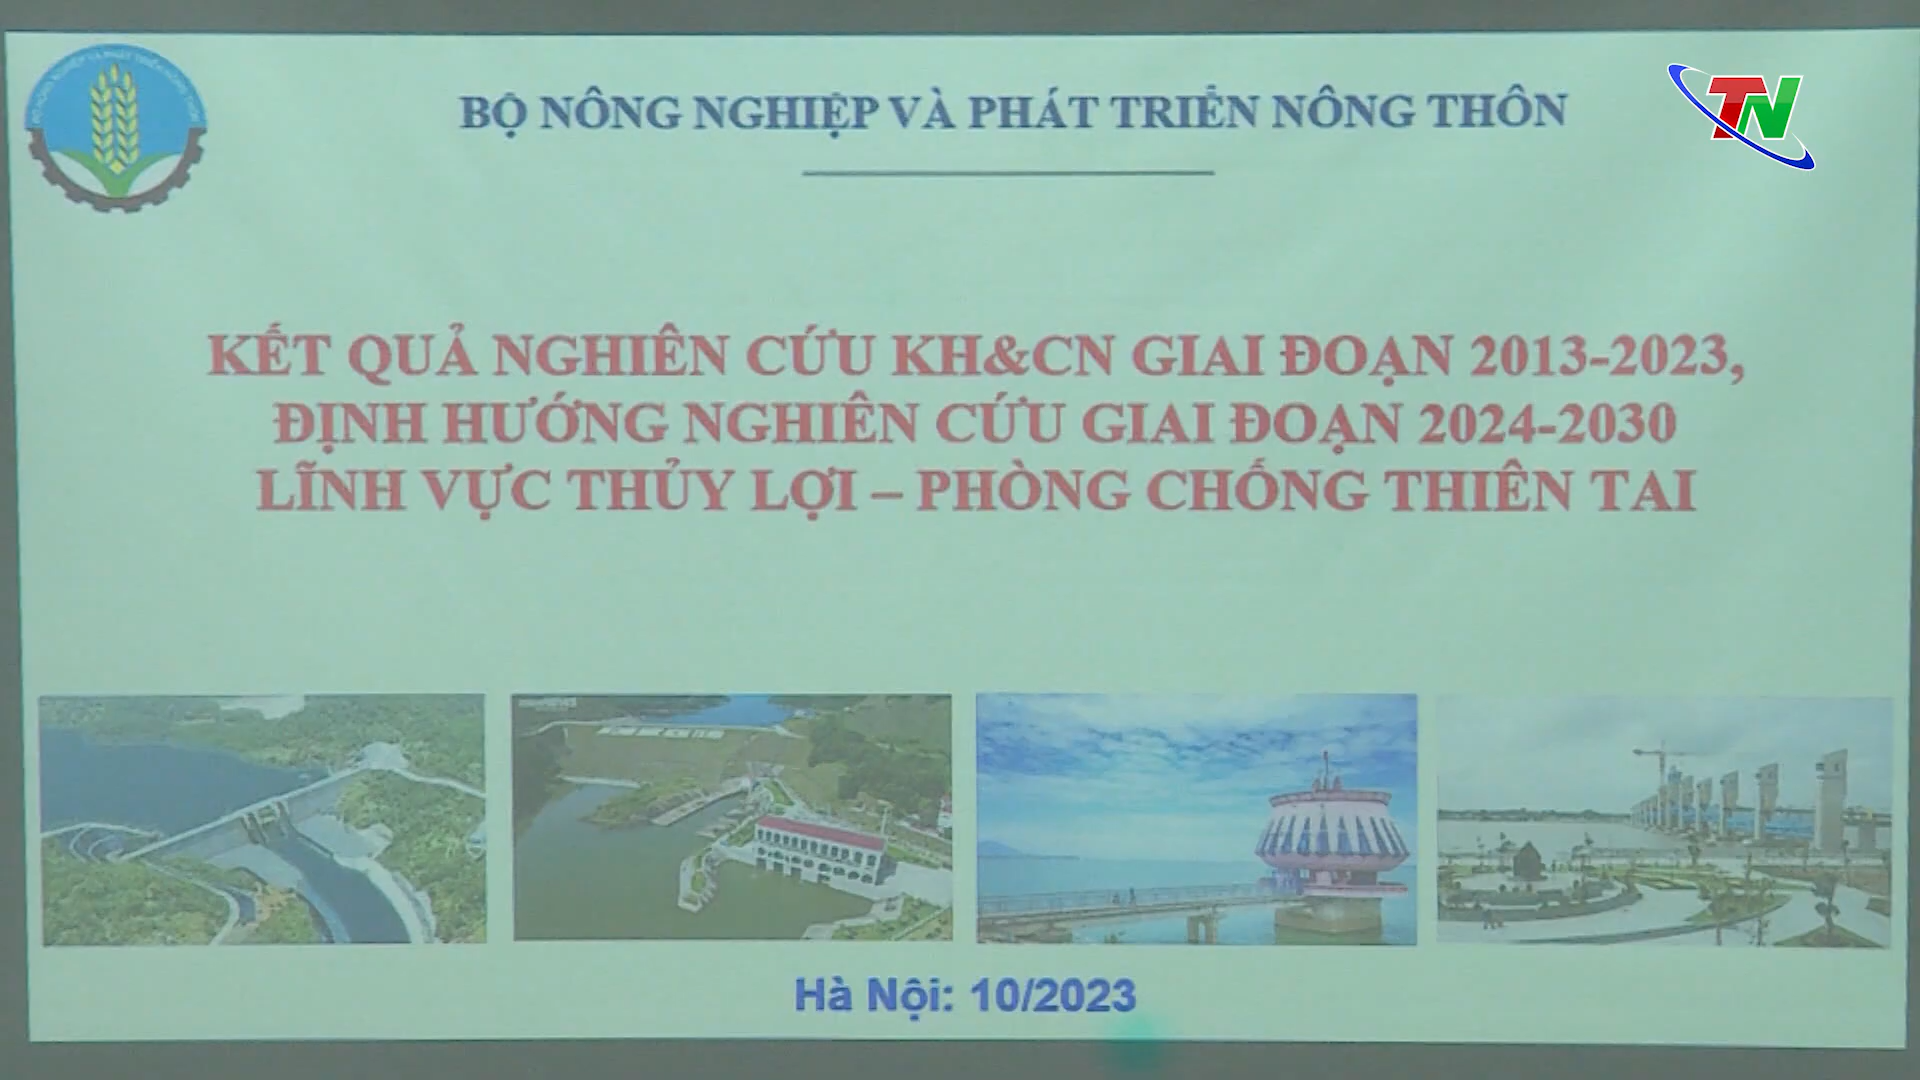 BỘ NÔNG NGHIỆP VÀ PHÁT TRIỂN NÔNG THÔN
TN
KẾT QUẢ NGHIÊN CỨU KH&CN GIAI ĐOẠN 2013-2023,
ĐỊNH HƯỚNG NGHIÊN CỨU GIAI ĐOẠN 2024-2030
LĨNH VỰC THỦY LỢI – PHÒNG CHỐNG THIÊN TAI
Hà Nội: 10/2023